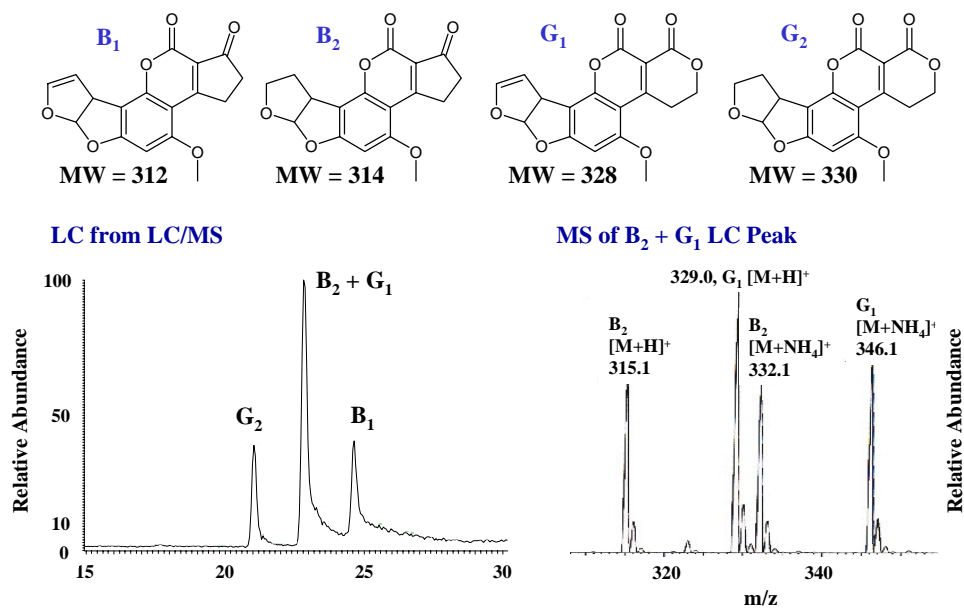 B₁
B₂
G₁
G₂
O O
O
O
O
O
O O
O
O
O
O
O O
O
O
O
O
O
O O
O
O
O
O
O
MW = 312
MW = 314
MW = 328
MW = 330
LC from LC/MS
MS of B₂ + G₁ LC Peak
Relative Abundance
100
50
10
0
B₂ + G₁
G₂
B₁
15
20
25
30
329.0, G₁ [M+H]⁺
B₂
[M+H]⁺
315.1
B₂
[M+NH₄]⁺
332.1
G₁
[M+NH₄]⁺
346.1
320
340
m/z
Relative Abundance